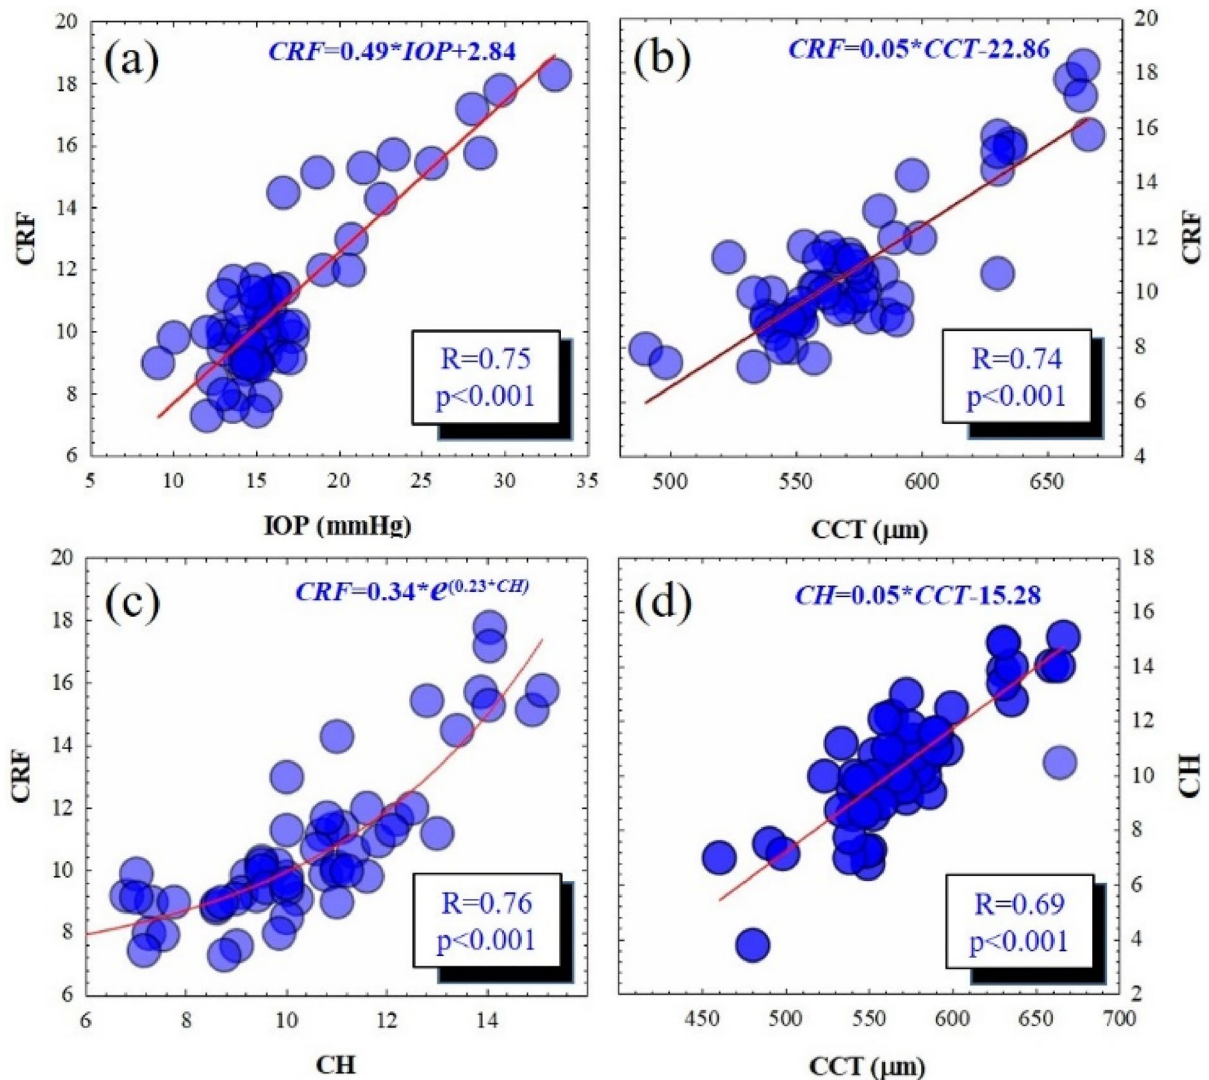 (a)
CRF=0.49*IOP+2.84
20
18
16
14
12
10
8
6
CRF
R=0.75
p<0.001
5 10 15 20 25 30 35
IOP (mmHg)
(b)
CRF=0.05*CCT-22.86
20
18
16
14
12
10
8
6
4
CRF
R=0.74
p<0.001
500 550 600 650
CCT (μm)
(c)
CRF=0.34*e(0.23*CH)
20
18
16
14
12
10
8
6
CRF
R=0.76
p<0.001
6 8 10 12 14
CH
(d)
CH=0.05*CCT-15.28
18
16
14
12
10
8
6
4
2
CH
R=0.69
p<0.001
450 500 550 600 650 700
CCT (μm)